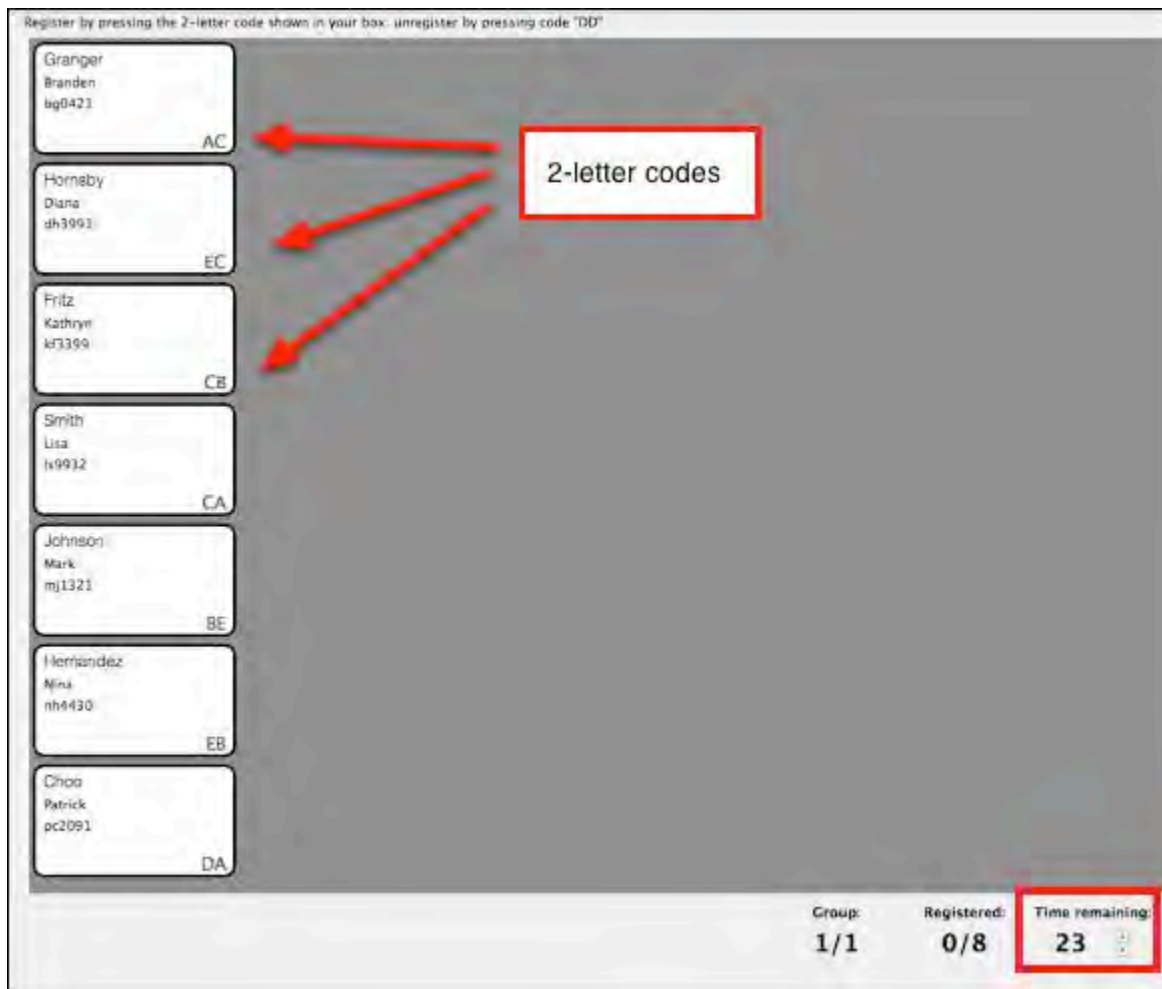 Register by pressing the 2-letter code shown in your box. unregister by pressing code "DD"
Granger
Branden
bg0421
AC
2-letter codes
Hornsby
Diana
dh3993
EC
Fritz
Kathryn
kf3399
CB
Smith
Lisa
ls9932
CA
Johnson
Mark
mj1321
BE
Hernandez
Nina
nh4430
EB
Choo
Patrick
pc2091
DA
Group: Registered: Time remaining:
1/1 0/8 23